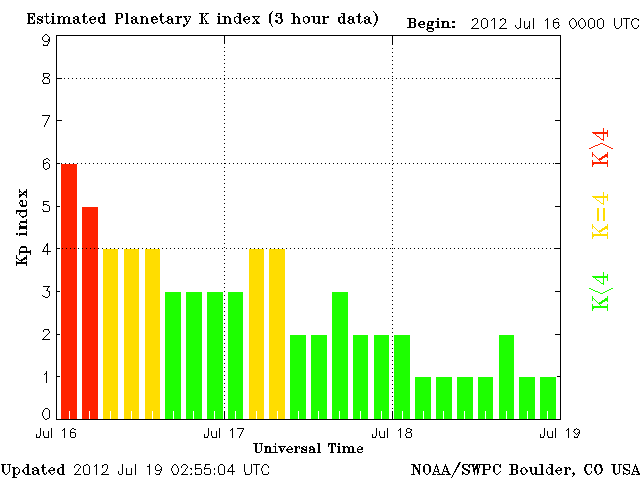 Estimated Planetary K index (3 hour data) Begin: 2012 Jul 16 0000 UTC
9
8
7
6
5
4
3
2
1
0
Kp index
K>4
K=4
K<4
Jul 16 Jul 17 Jul 18 Jul 19
Universal Time
Updated 2012 Jul 19 02:55:04 UTC NOAA/SWPC Boulder, CO USA